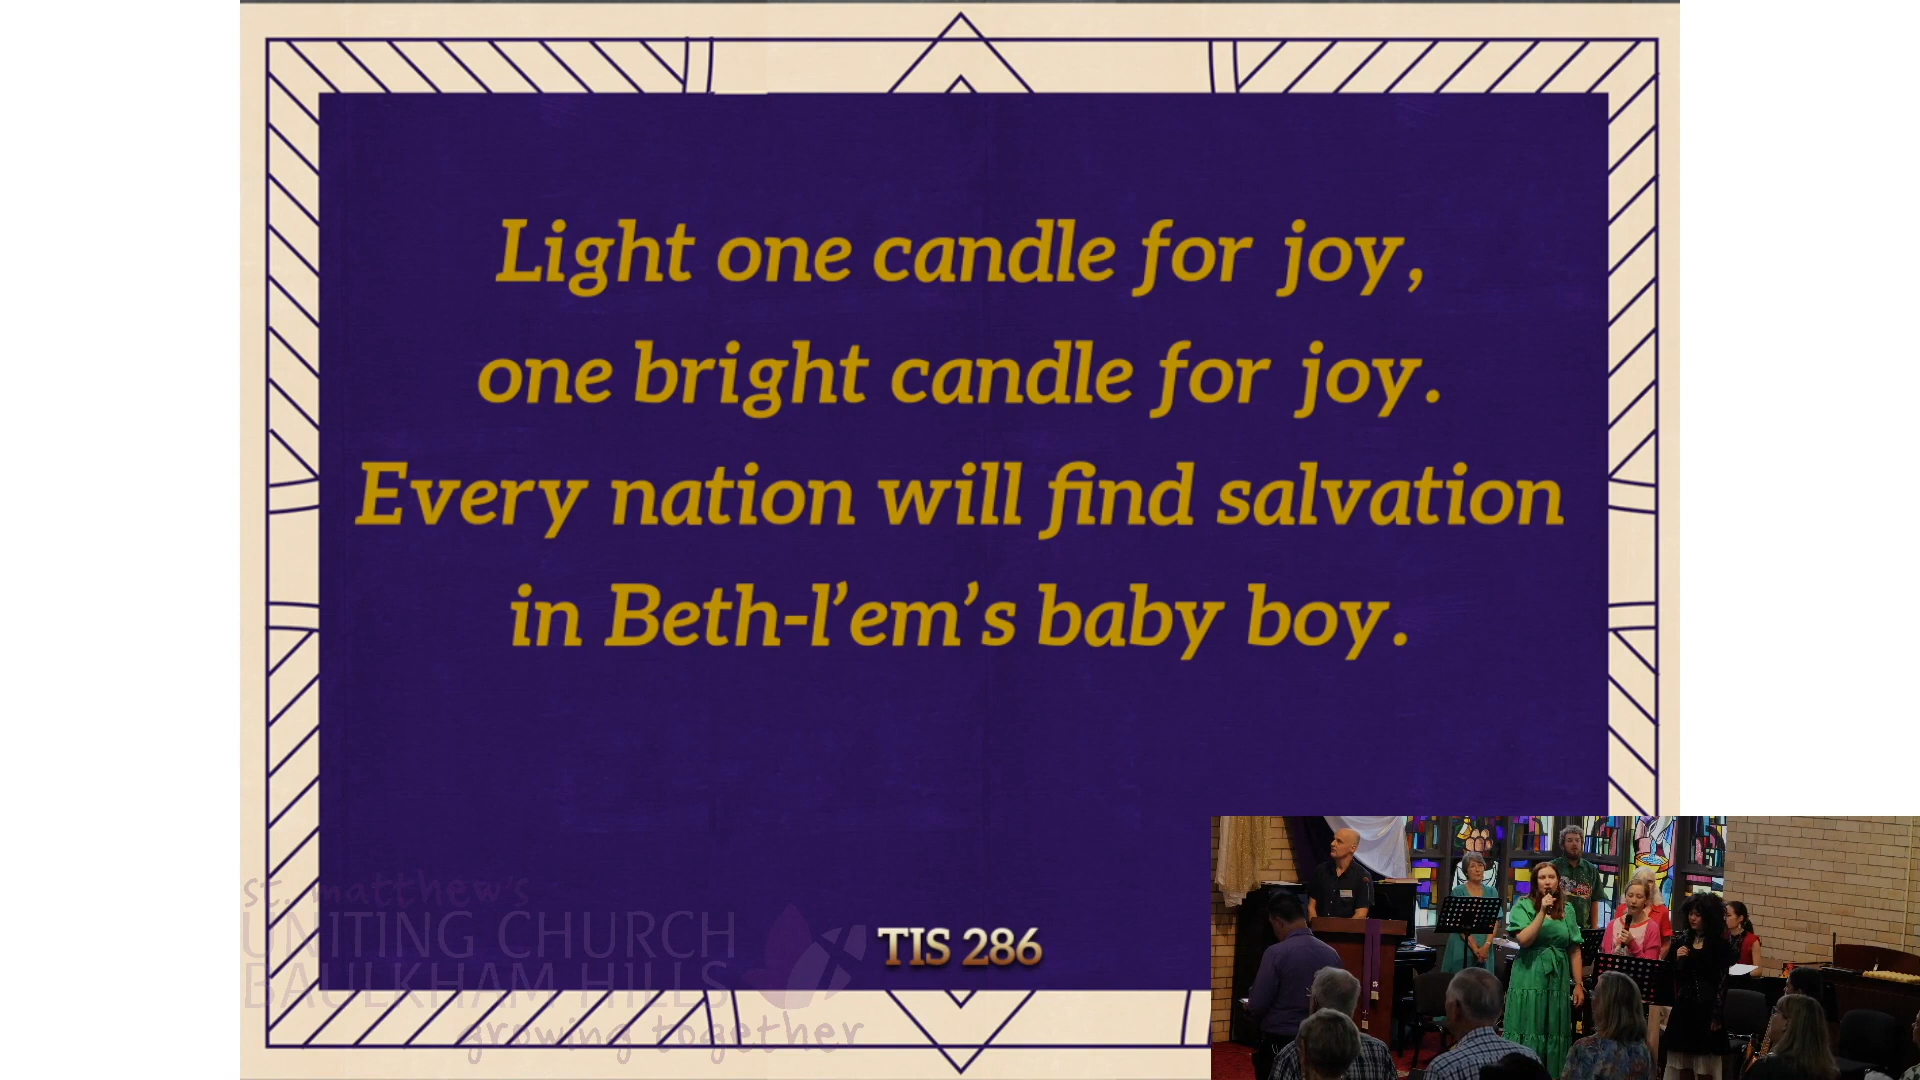 Light one candle for joy,
one bright candle for joy.
Every nation will find salvation
in Beth-l’em’s baby boy.
TIS 286
st. matthew's
UNITING CHURCH
BAULKHAM HILLS
growing together